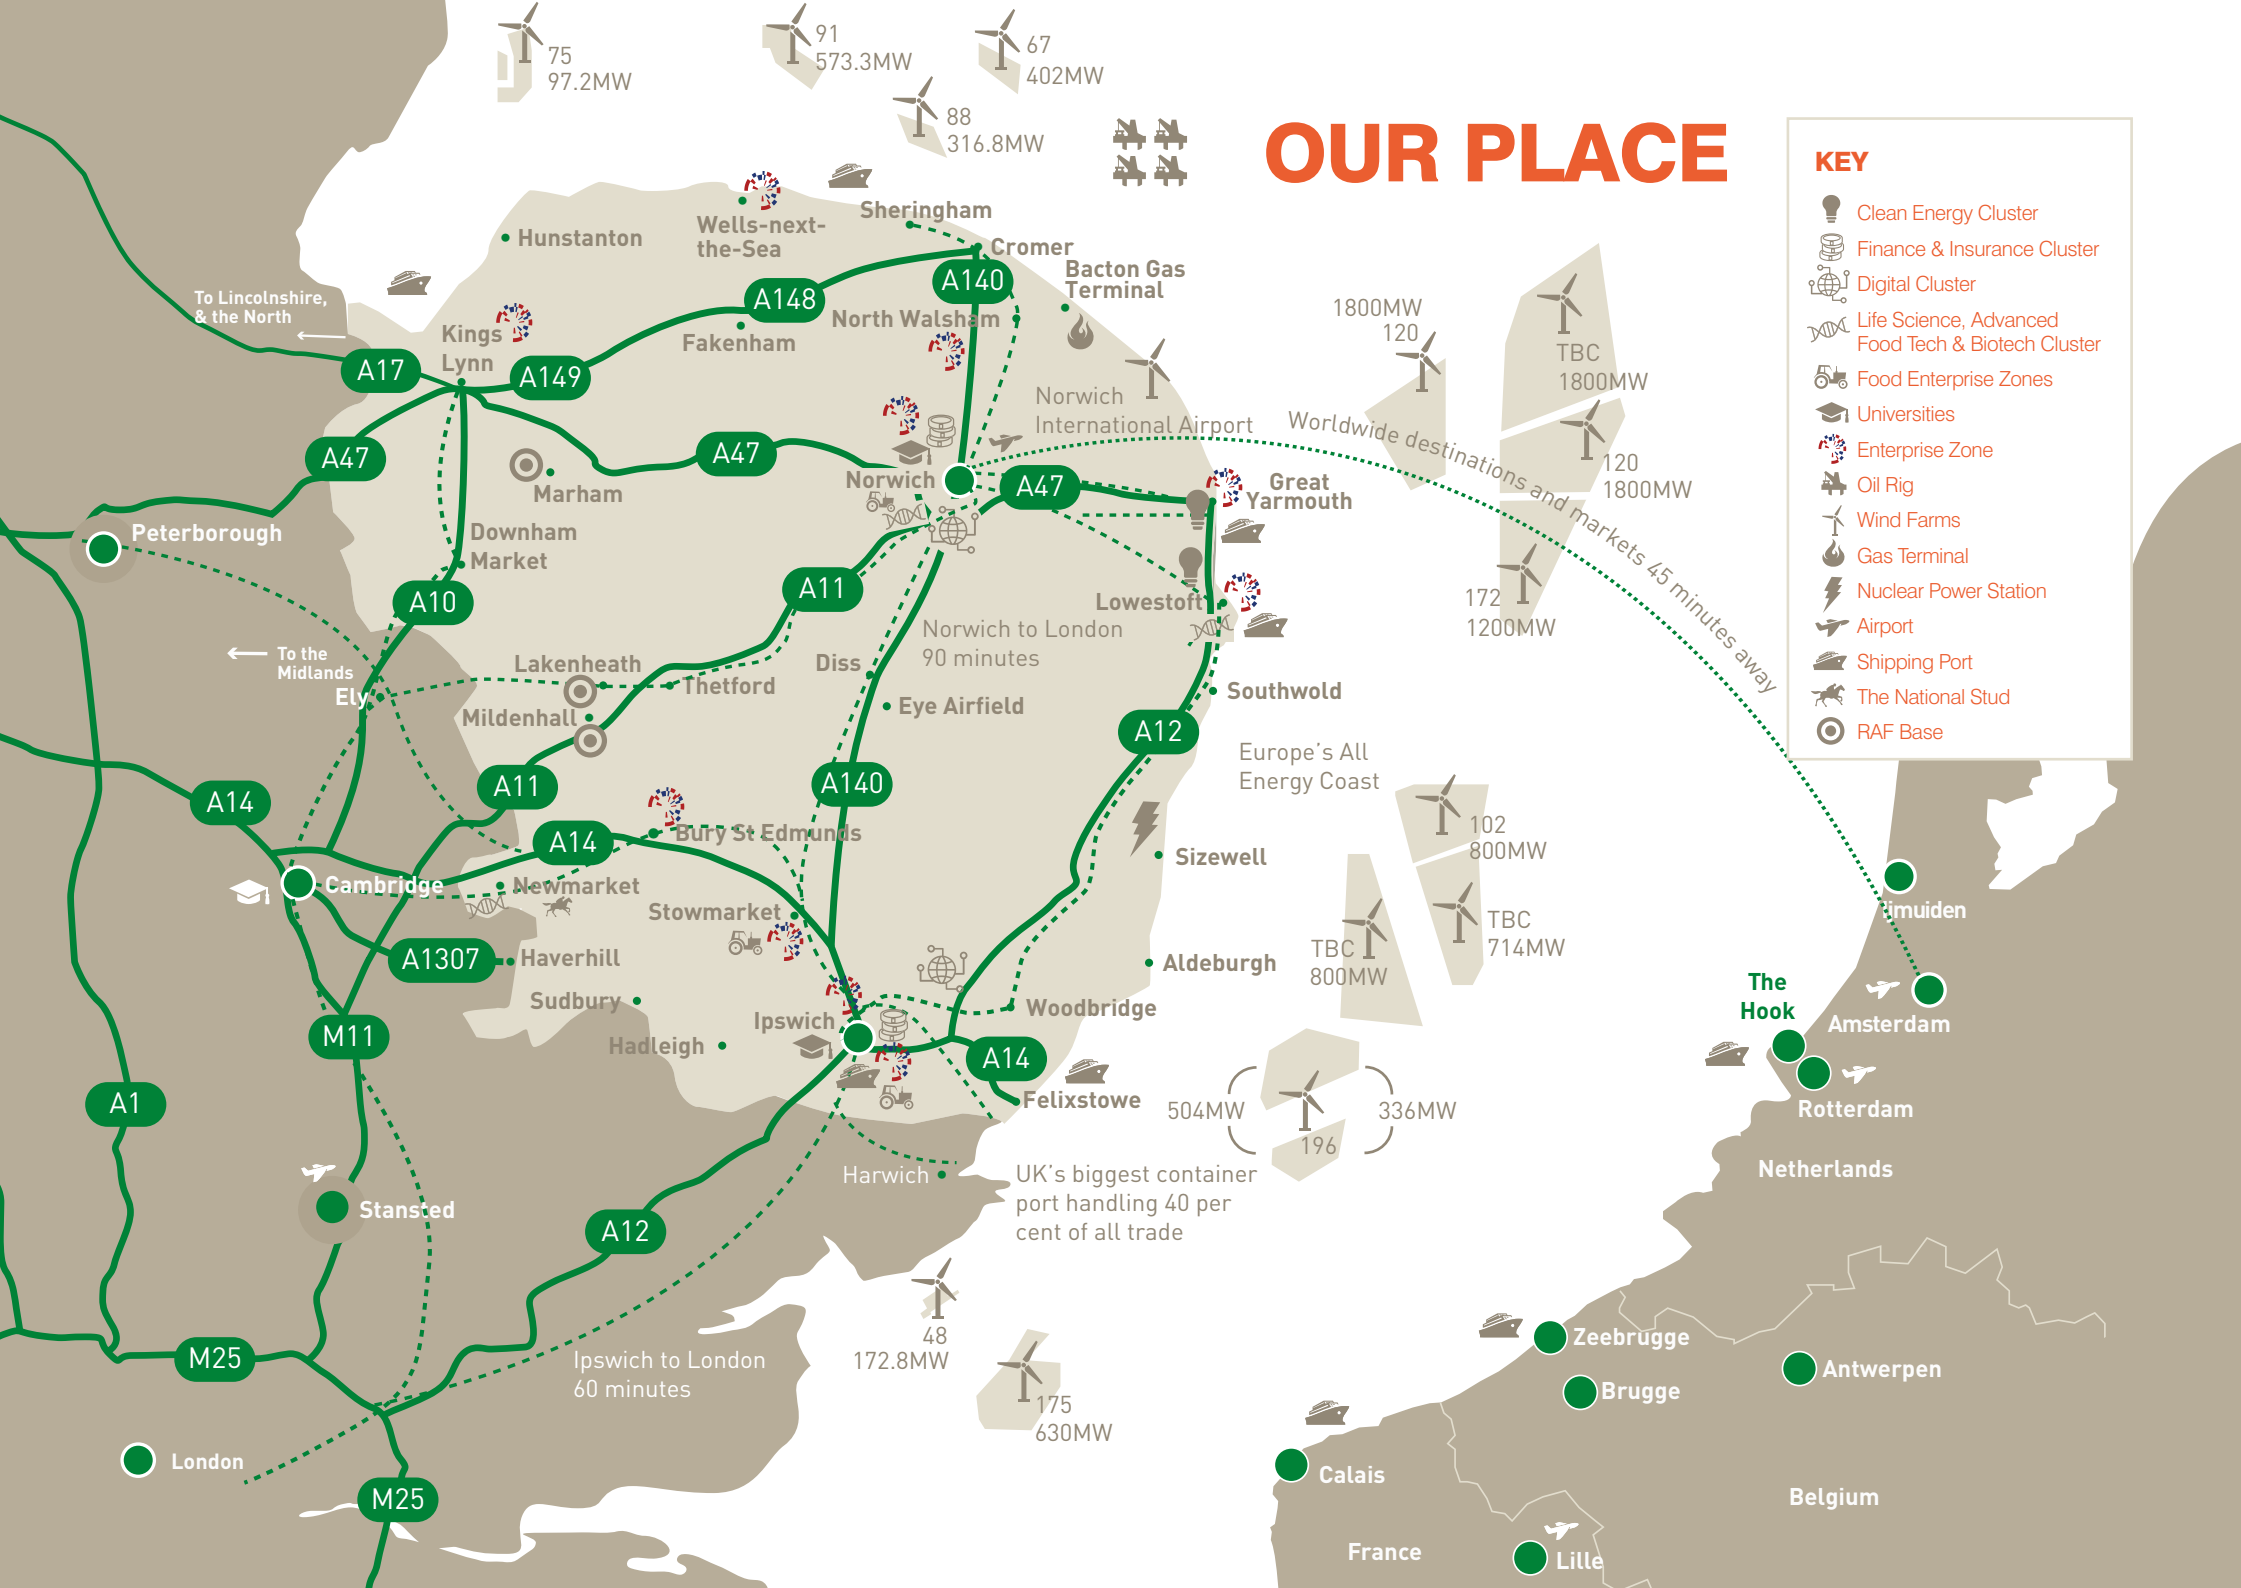 75
97.2MW
91
573.3MW
67
402MW
88
316.8MW
OUR PLACE
KEY
Clean Energy Cluster
Finance & Insurance Cluster
Digital Cluster
Life Science, Advanced
Food Tech & Biotech Cluster
Food Enterprise Zones
Universities
Enterprise Zone
Oil Rig
Wind Farms
Gas Terminal
Nuclear Power Station
Airport
Shipping Port
The National Stud
RAF Base
Hunstanton
Wells-next-
the-Sea
Sheringham
Cromer
Bacton Gas
Terminal
A140
A148
North Walsham
Fakenham
To Lincolnshire,
& the North
Kings
Lynn
A17
A149
1800MW
120
TBC
1800MW
Norwich
International Airport
Worldwide destinations and markets 45 minutes away
A47
A47
Marham
Norwich
A47
Great
Yarmouth
120
1800MW
Peterborough
Downham
Market
A10
A11
Lowestoft
172
1200MW
Norwich to London
90 minutes
To the
Midlands
Ely
Lakenheath
Thetford
Diss
Mildenhall
Eye Airfield
Southwold
A12
Europe's All
Energy Coast
A14
A11
A140
A14
Bury St Edmunds
Sizewell
102
800MW
Cambridge
Newmarket
Stowmarket
TBC
714MW
TBC
800MW
A1307
Haverhill
Aldeburgh
Sudbury
Woodbridge
Ipswich
M11
Hadleigh
A14
Felixstowe
A1
504MW
336MW
196
Harwich
UK's biggest container
port handling 40 per
cent of all trade
Stansted
A12
48
172.8MW
M25
Ipswich to London
60 minutes
175
630MW
London
M25
Ijmuiden
The
Hook
Amsterdam
Rotterdam
Netherlands
Zeebrugge
Antwerpen
Brugge
Calais
Belgium
France
Lille